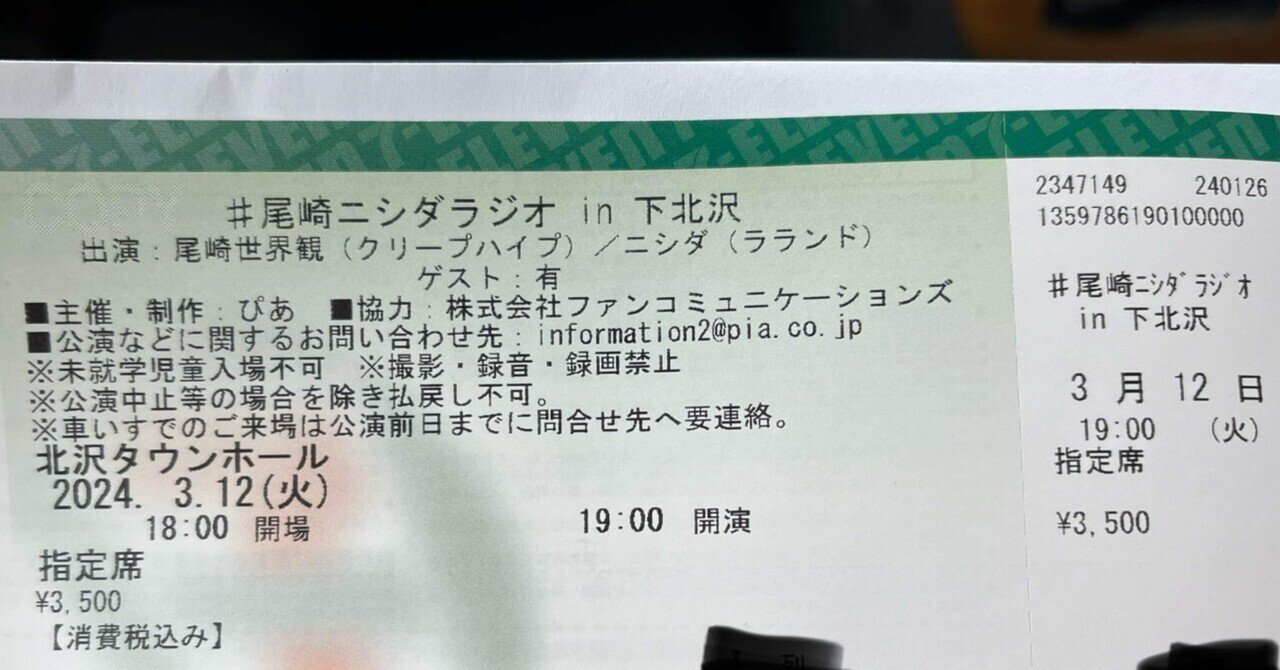 7-ELEVEN
COPY
♯尾崎ニシダラジオ in 下北沢
出演：尾崎世界観（クリープハイプ）／ニシダ（ラランド）
ゲスト：有
■主催・制作：ぴあ ■協力：株式会社ファンコミュニケーションズ
■公演などに関するお問い合わせ先：information2@pia.co.jp
※未就学児童入場不可 ※撮影・録音・録画禁止
※公演中止等の場合を除き払戻し不可。
※車いすでのご来場は公演前日までに問合せ先へ要連絡。
北沢タウンホール
2024. 3.12(火)
18:00 開場 19:00 開演
指定席
¥3,500
【消費税込み】
列
2347149 240126
1359786190100000
♯尾崎ﾆｼﾀﾞﾗｼﾞｵ
in 下北沢
3 月 12 日
19:00 (火)
指定席
¥3,500